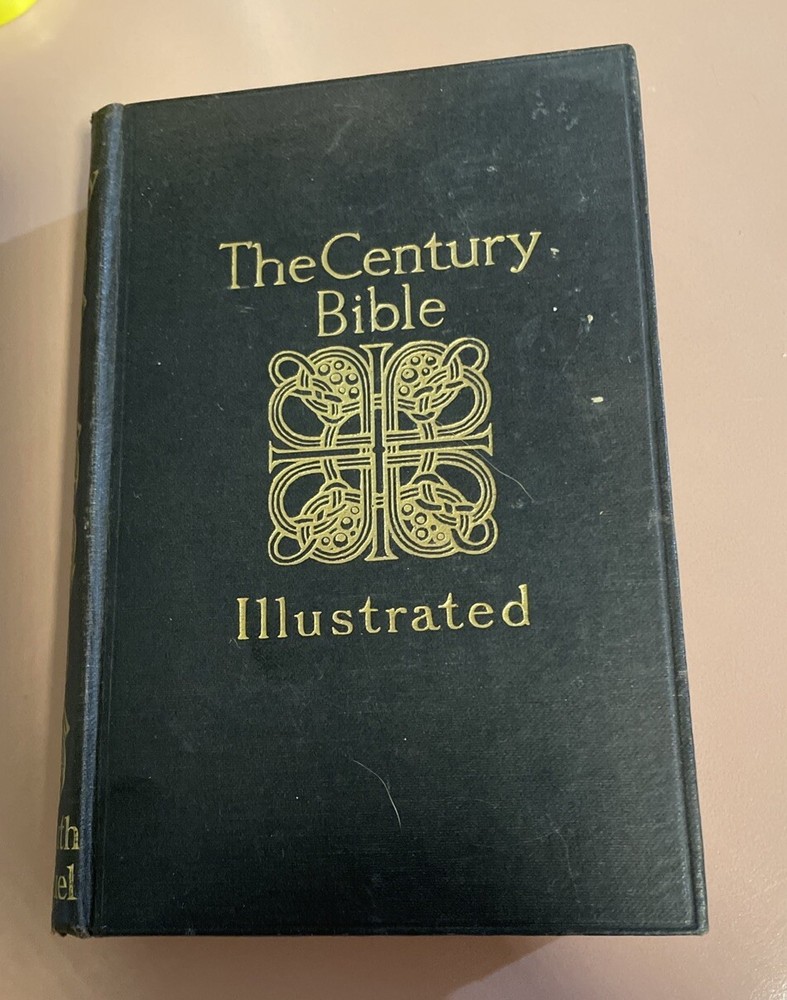 The Century
Bible
Illustrated